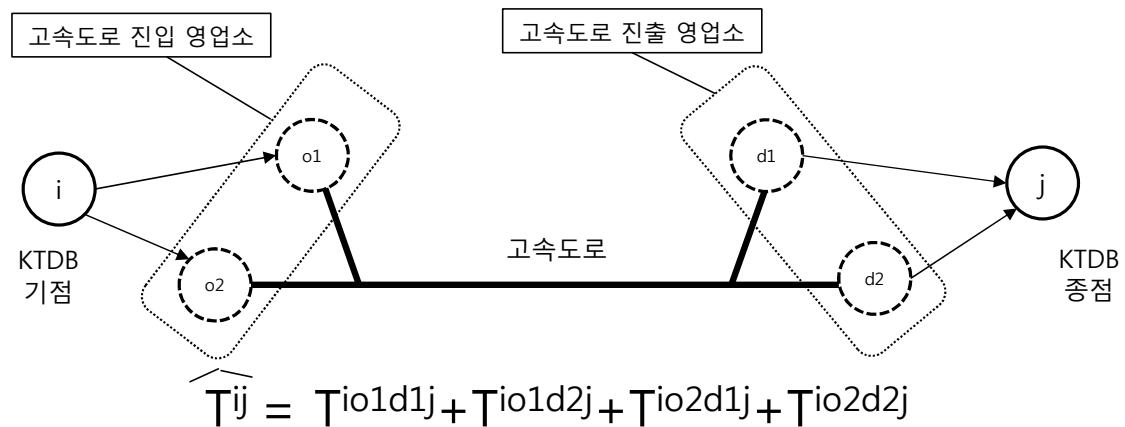 고속도로 진입 영업소
고속도로 진출 영업소
o1
d1
i
j
o2
d2
고속도로
KTDB
기점
KTDB
종점
T̂ⁱʲ = Tio1d1j+Tio1d2j+Tio2d1j+Tio2d2j